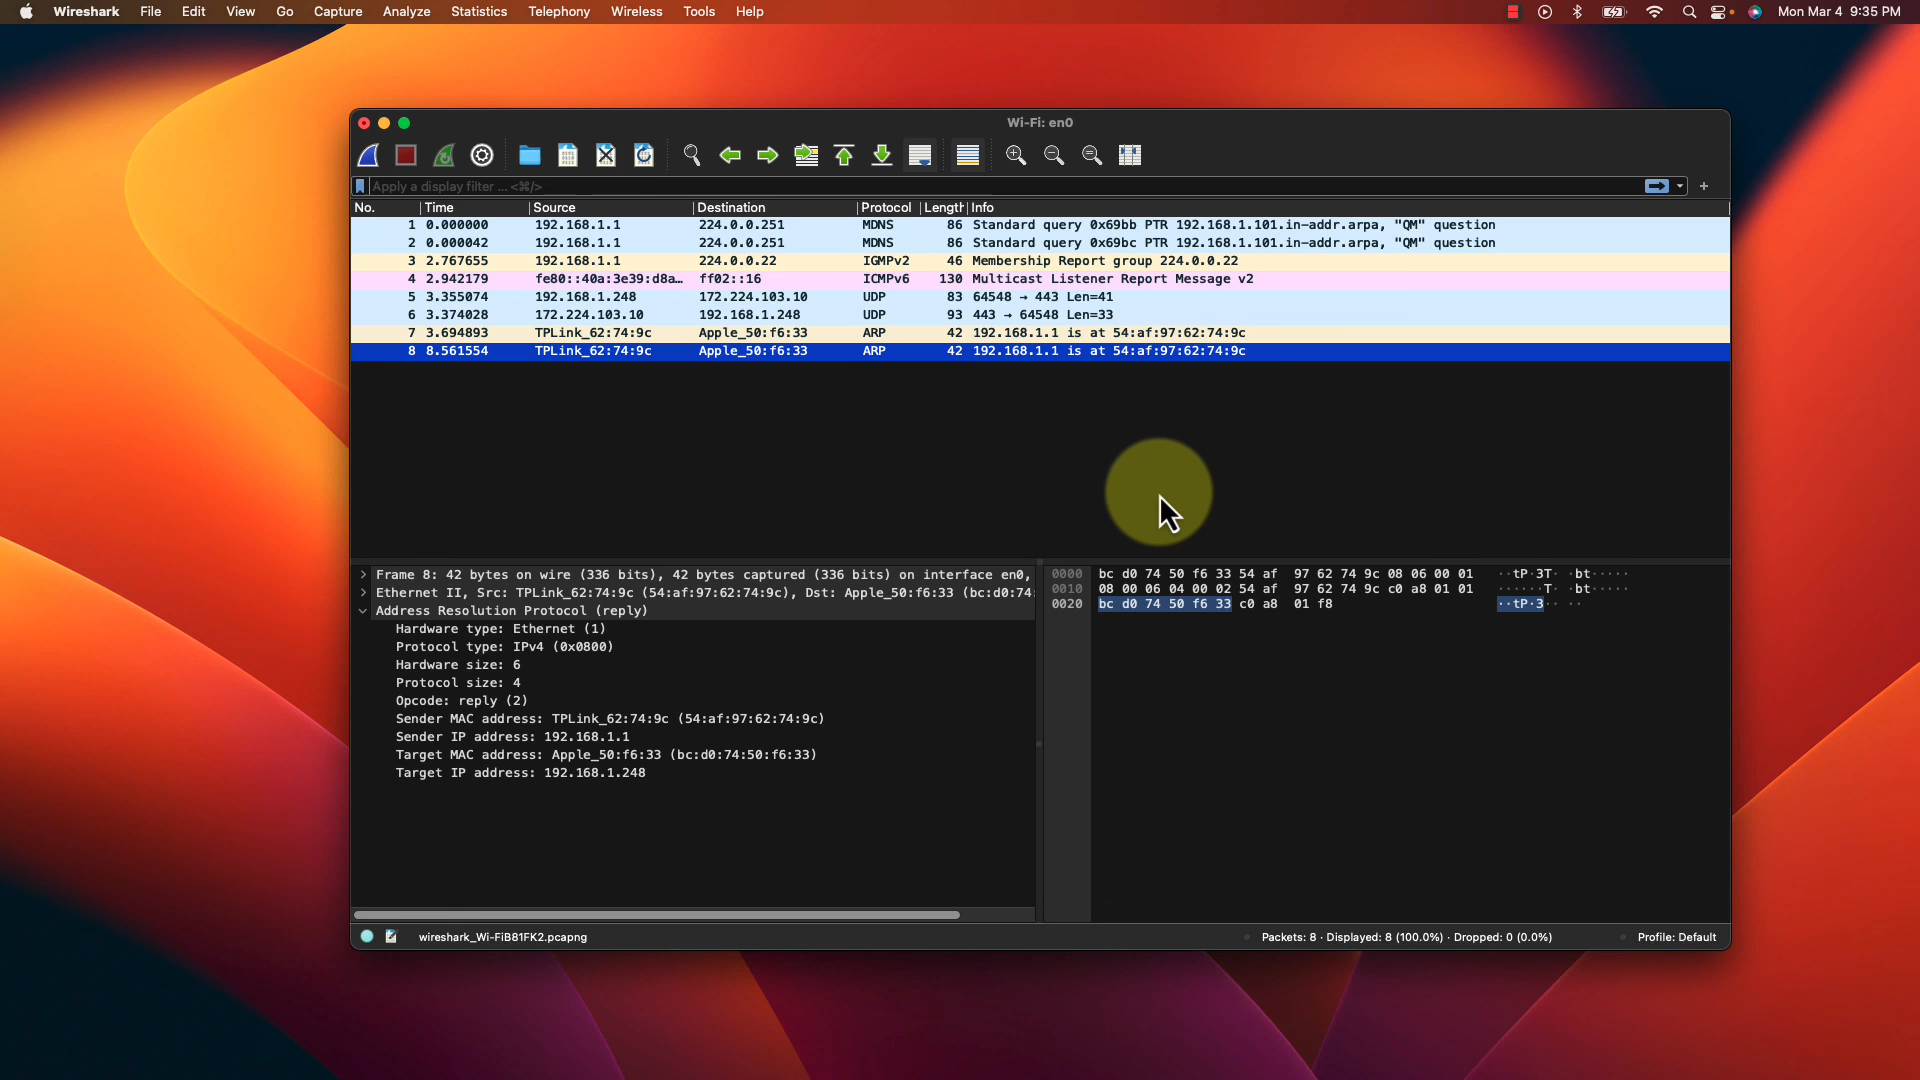 Wireshark File Edit View Go Capture Analyze Statistics Telephony Wireless Tools Help Mon Mar 4 9:35 PM
Wi-Fi: en0
Apply a display filter ... <⌘/>
No. Time Source Destination Protocol Length Info
1 0.000000 192.168.1.1 224.0.0.251 MDNS 86 Standard query 0x69bb PTR 192.168.1.101.in-addr.arpa, "QM" question
2 0.000042 192.168.1.1 224.0.0.251 MDNS 86 Standard query 0x69bc PTR 192.168.1.101.in-addr.arpa, "QM" question
3 2.767655 192.168.1.1 224.0.0.22 IGMPv2 46 Membership Report group 224.0.0.22
4 2.942179 fe80::40a:3e39:d8a… ff02::16 ICMPv6 130 Multicast Listener Report Message v2
5 3.355074 192.168.1.248 172.224.103.10 UDP 83 64548 → 443 Len=41
6 3.374028 172.224.103.10 192.168.1.248 UDP 93 443 → 64548 Len=33
7 3.694893 TPLink_62:74:9c Apple_50:f6:33 ARP 42 192.168.1.1 is at 54:af:97:62:74:9c
8 8.561554 TPLink_62:74:9c Apple_50:f6:33 ARP 42 192.168.1.1 is at 54:af:97:62:74:9c
Frame 8: 42 bytes on wire (336 bits), 42 bytes captured (336 bits) on interface en0,
Ethernet II, Src: TPLink_62:74:9c (54:af:97:62:74:9c), Dst: Apple_50:f6:33 (bc:d0:74:
Address Resolution Protocol (reply)
Hardware type: Ethernet (1)
Protocol type: IPv4 (0x0800)
Hardware size: 6
Protocol size: 4
Opcode: reply (2)
Sender MAC address: TPLink_62:74:9c (54:af:97:62:74:9c)
Sender IP address: 192.168.1.1
Target MAC address: Apple_50:f6:33 (bc:d0:74:50:f6:33)
Target IP address: 192.168.1.248
0000 bc d0 74 50 f6 33 54 af 97 62 74 9c 08 06 00 01 ··tP·3T· ·bt·····
0010 08 00 06 04 00 02 54 af 97 62 74 9c c0 a8 01 01 ······T· ·bt·····
0020 bc d0 74 50 f6 33 c0 a8 01 f8 ··tP·3·· ··
wireshark_Wi-FiB81FK2.pcapng
Packets: 8 · Displayed: 8 (100.0%) · Dropped: 0 (0.0%)
Profile: Default